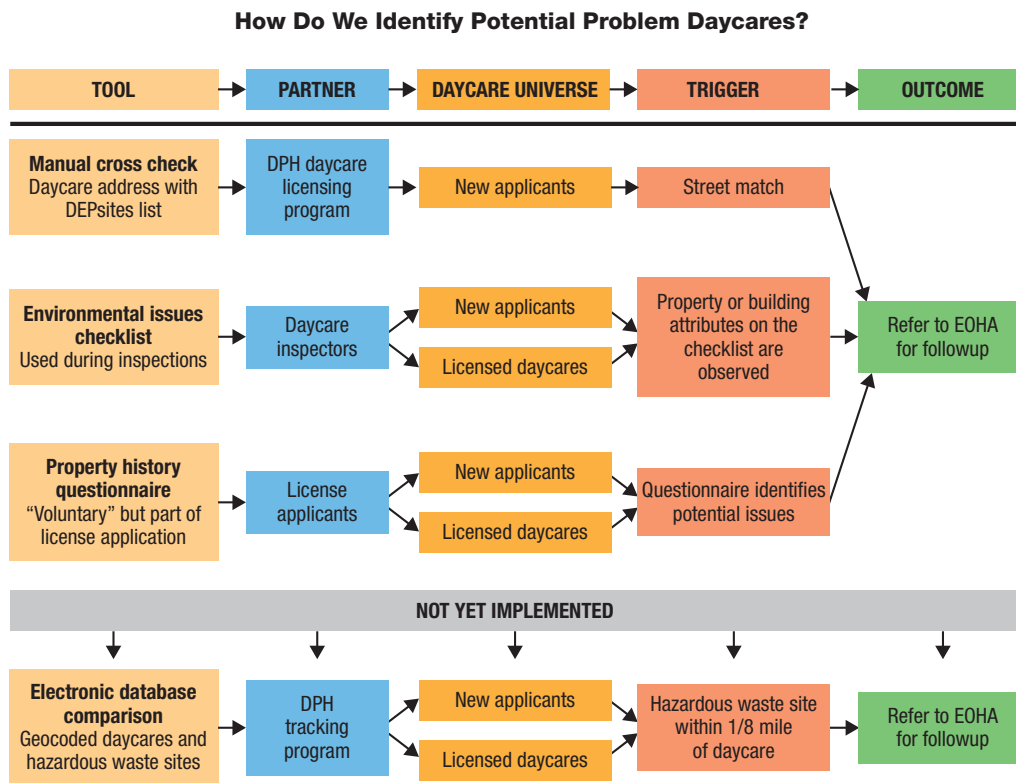 How Do We Identify Potential Problem Daycares?
TOOL
PARTNER
DAYCARE UNIVERSE
TRIGGER
OUTCOME
Manual cross check
Daycare address with
DEPsites list
DPH daycare
licensing
program
New applicants
Street match
Environmental issues
checklist
Used during inspections
Daycare
inspectors
New applicants
Licensed daycares
Property or building
attributes on the
checklist are
observed
Refer to EOHA
for followup
Property history
questionnaire
“Voluntary” but part of
license application
License
applicants
New applicants
Licensed daycares
Questionnaire identifies
potential issues
NOT YET IMPLEMENTED
Electronic database
comparison
Geocoded daycares and
hazardous waste sites
DPH
tracking
program
New applicants
Licensed daycares
Hazardous waste site
within 1/8 mile
of daycare
Refer to EOHA
for followup